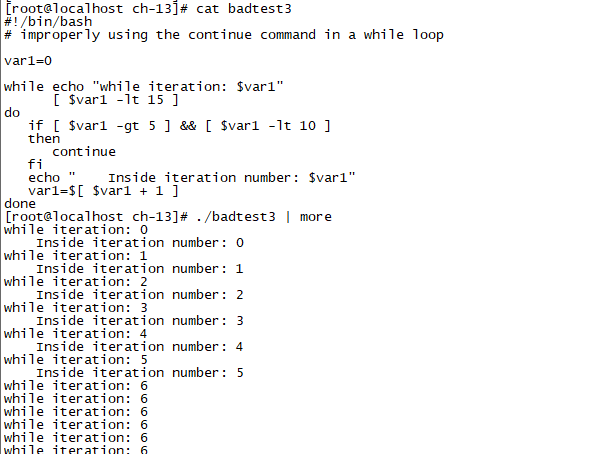 [root@localhost ch-13]# cat badtest3
#!/bin/bash
# improperly using the continue command in a while loop

var1=0

while echo "while iteration: $var1"
      [ $var1 -lt 15 ]
do
   if [ $var1 -gt 5 ] && [ $var1 -lt 10 ]
   then
      continue
   fi
   echo "    Inside iteration number: $var1"
   var1=$[ $var1 + 1 ]
done
[root@localhost ch-13]# ./badtest3 | more
while iteration: 0
    Inside iteration number: 0
while iteration: 1
    Inside iteration number: 1
while iteration: 2
    Inside iteration number: 2
while iteration: 3
    Inside iteration number: 3
while iteration: 4
    Inside iteration number: 4
while iteration: 5
    Inside iteration number: 5
while iteration: 6
while iteration: 6
while iteration: 6
while iteration: 6
while iteration: 6
while iteration: 6